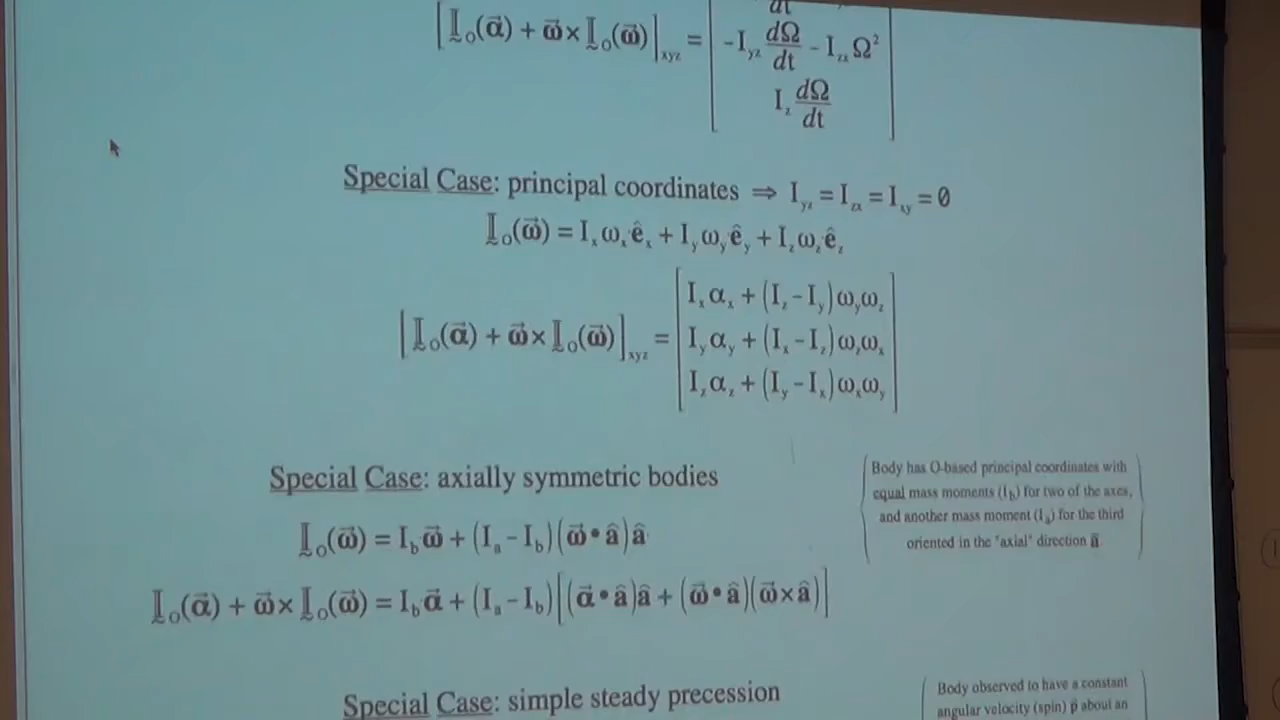 dt
[𝕀_O(α⃗) + ω⃗ × 𝕀_O(ω⃗)]_xyz = -I_yz dΩ/dt - I_zx Ω²
I_z dΩ/dt
Special Case: principal coordinates ⇒ I_yz = I_zx = I_xy = 0
𝕀_O(ω⃗) = I_x ω_x ê_x + I_y ω_y ê_y + I_z ω_z ê_z
I_x α_x + (I_z - I_y) ω_y ω_z
[𝕀_O(α⃗) + ω⃗ × 𝕀_O(ω⃗)]_xyz = I_y α_y + (I_x - I_z) ω_z ω_x
I_z α_z + (I_y - I_x) ω_x ω_y
Special Case: axially symmetric bodies
𝕀_O(ω⃗) = I_b ω⃗ + (I_a - I_b)(ω⃗ • â)â
𝕀_O(α⃗) + ω⃗ × 𝕀_O(ω⃗) = I_b α⃗ + (I_a - I_b)[(α⃗ • â)â + (ω⃗ • â)(ω⃗ × â)]
Body has O-based principal coordinates with
equal mass moments (I_b) for two of the axes,
and another mass moment (I_a) for the third
oriented in the "axial" direction â
Special Case: simple steady precession
Body observed to have a constant
angular velocity (spin) p⃗ about an